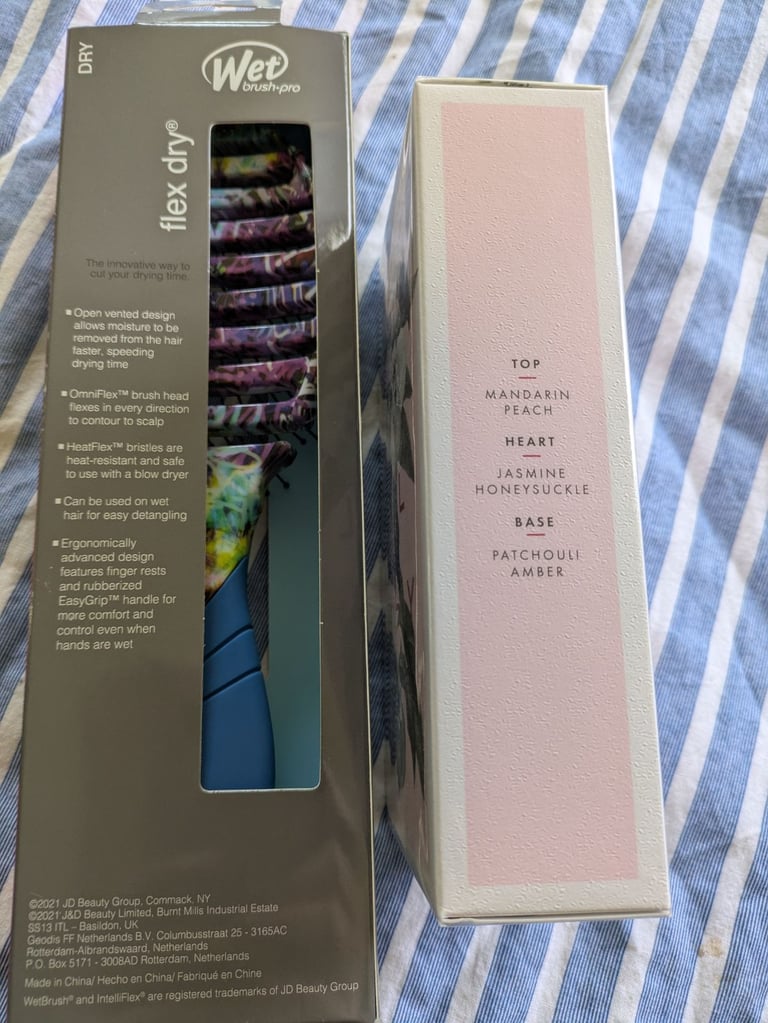 DRY
Wet
brush•pro
flex dry®
The innovative way to
cut your drying time.
▪ Open vented design
allows moisture to be
removed from the hair
faster, speeding
drying time
▪ OmniFlex™ brush head
flexes in every direction
to contour to scalp
▪ HeatFlex™ bristles are
heat-resistant and safe
to use with a blow dryer
▪ Can be used on wet
hair for easy detangling
▪ Ergonomically
advanced design
features finger rests
and rubberized
EasyGrip™ handle for
more comfort and
control even when
hands are wet
©2021 JD Beauty Group, Commack, NY
©2021 J&D Beauty Limited, Burnt Mills Industrial Estate
SS13 ITL – Basildon, UK
Geodis FF Netherlands B.V. Columbusstraat 25 - 3165AC
Rotterdam-Albrandswaard, Netherlands
P.O. Box 5171 - 3008AD Rotterdam, Netherlands
Made in China/ Hecho en China/ Fabriqué en Chine
WetBrush® and IntelliFlex® are registered trademarks of JD Beauty Group
TOP
MANDARIN
PEACH
HEART
JASMINE
HONEYSUCKLE
BASE
PATCHOULI
AMBER